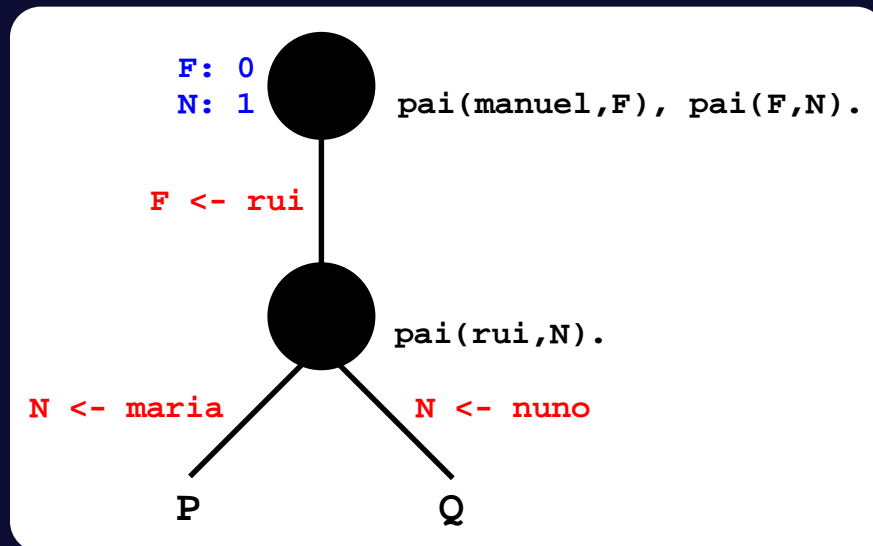 F: 0
N: 1
pai(manuel,F), pai(F,N).
F <- rui
pai(rui,N).
N <- maria
N <- nuno
P
Q